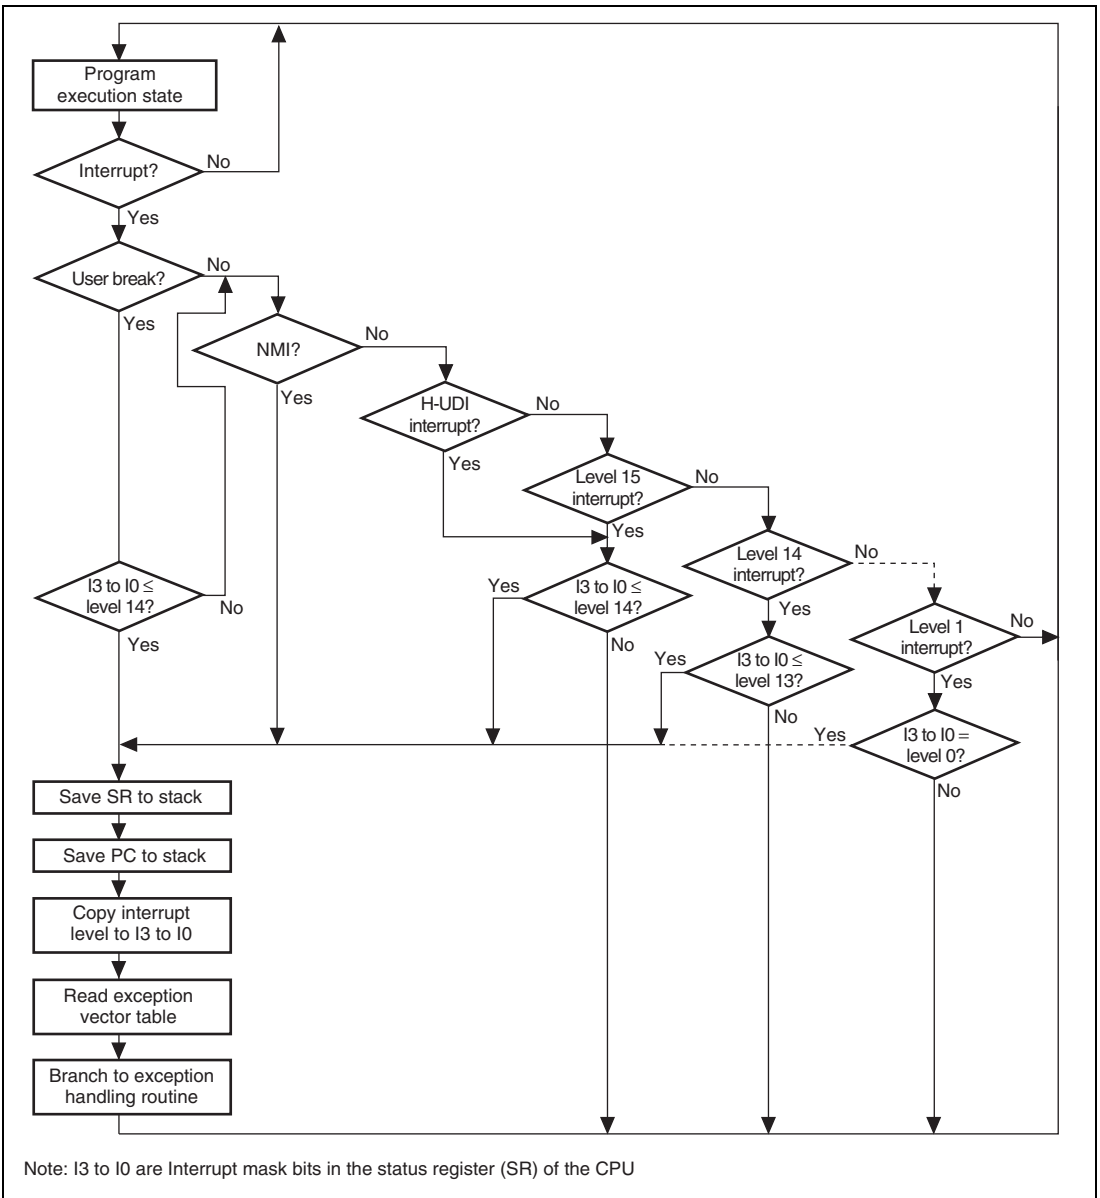 Program
execution state
Interrupt?
No
Yes
User break?
No
Yes
NMI?
No
Yes
H-UDI
interrupt?
No
Yes
Level 15
interrupt?
No
Yes
Level 14
interrupt?
No
Yes
I3 to I0 ≤
level 14?
No
Yes
I3 to I0 ≤
level 14?
Yes
No
I3 to I0 ≤
level 13?
Yes
No
Level 1
interrupt?
No
Yes
I3 to I0 =
level 0?
Yes
No
Save SR to stack
Save PC to stack
Copy interrupt
level to I3 to I0
Read exception
vector table
Branch to exception
handling routine
Note: I3 to I0 are Interrupt mask bits in the status register (SR) of the CPU